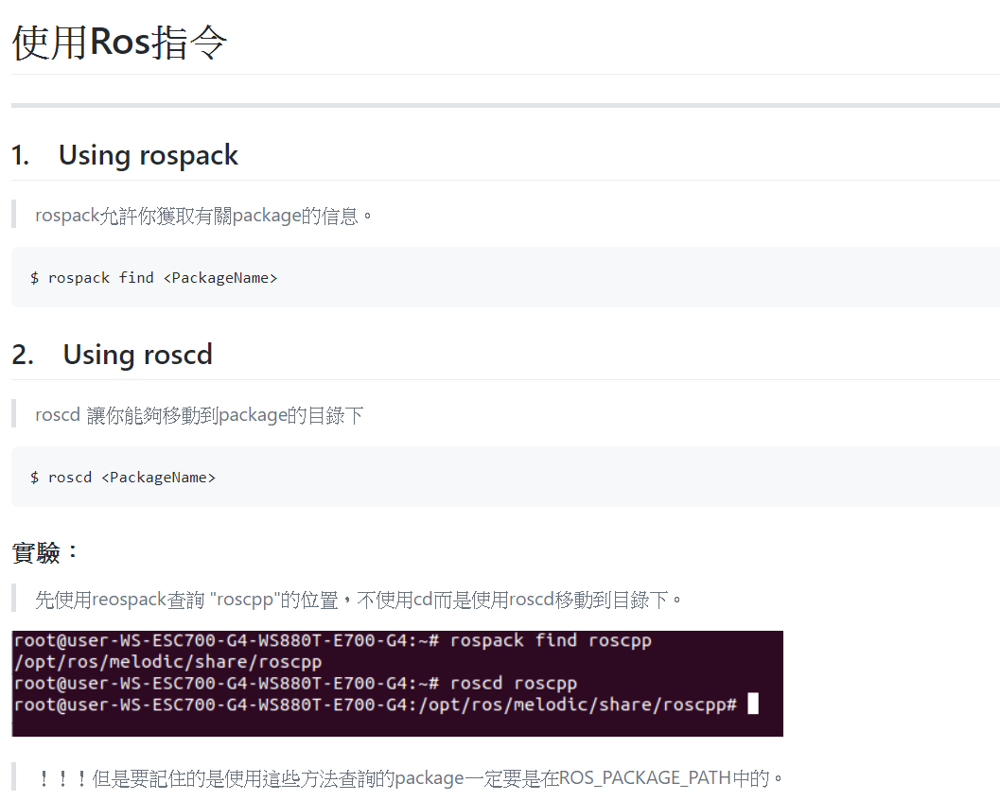 使用Ros指令
1. Using rospack
rospack允許你獲取有關package的信息。
$ rospack find <PackageName>
2. Using roscd
roscd 讓你能夠移動到package的目錄下
$ roscd <PackageName>
實驗：
先使用reospack查詢 "roscpp"的位置，不使用cd而是使用roscd移動到目錄下。
root@user-WS-ESC700-G4-WS880T-E700-G4:~# rospack find roscpp
/opt/ros/melodic/share/roscpp
root@user-WS-ESC700-G4-WS880T-E700-G4:~# roscd roscpp
root@user-WS-ESC700-G4-WS880T-E700-G4:/opt/ros/melodic/share/roscpp#
！！！但是要記住的是使用這些方法查詢的package一定要是在ROS_PACKAGE_PATH中的。